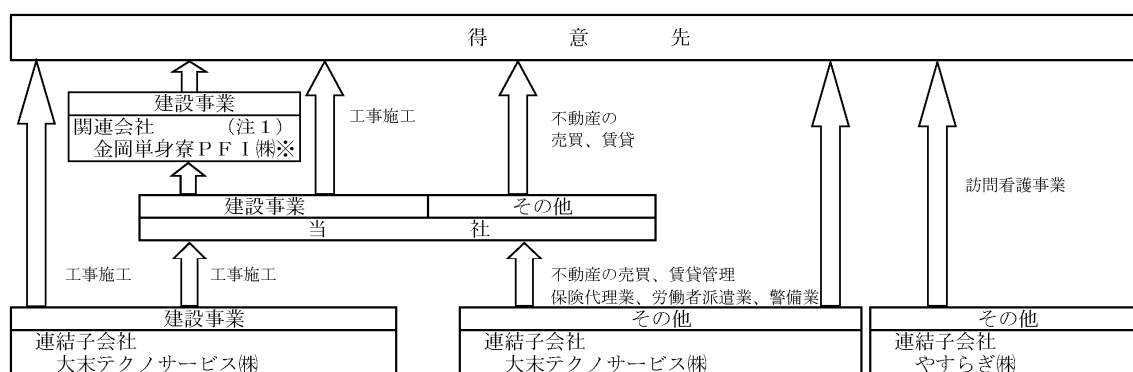 得意先
建設事業
関連会社 (注1)
金岡単身寮PFI㈱※
工事施工
不動産の
売買、賃貸
訪問看護事業
建設事業
その他
当社
工事施工
工事施工
不動産の売買、賃貸管理
保険代理業、労働者派遣業、警備業
建設事業
連結子会社
大末テクノサービス㈱
その他
連結子会社
大末テクノサービス㈱
その他
連結子会社
やすらぎ㈱